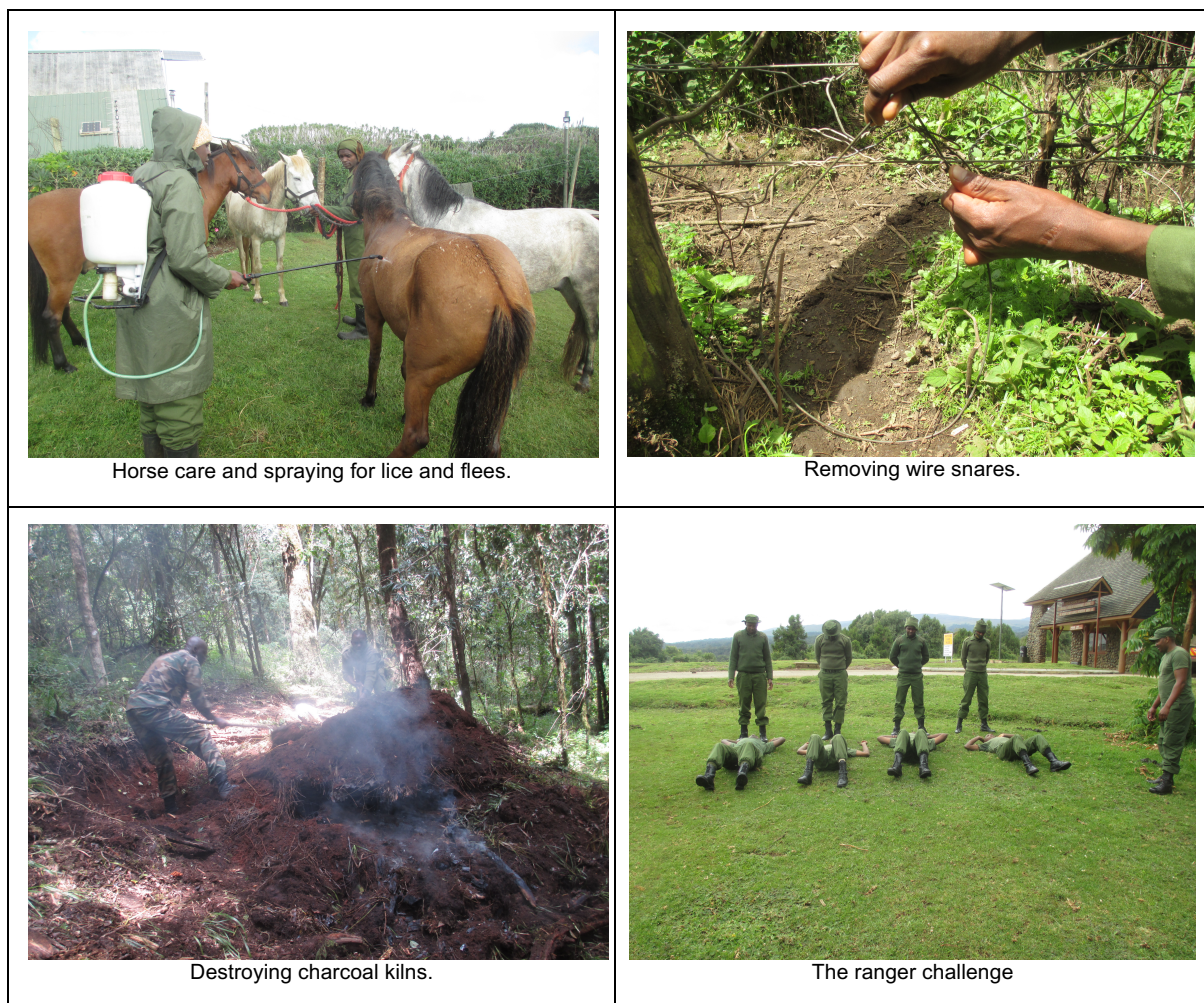 Horse care and spraying for lice and flees.
Removing wire snares.
Destroying charcoal kilns.
The ranger challenge